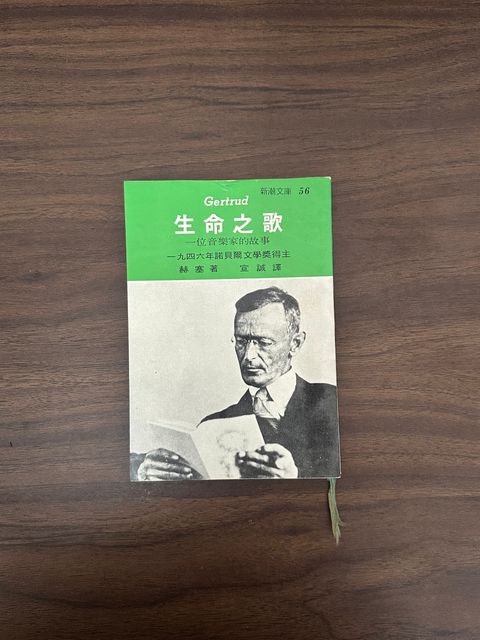 新潮文庫 56
Gertrud
生命之歌
一位音樂家的故事
一九四六年諾貝爾文學獎得主
赫塞著 宣誠譯